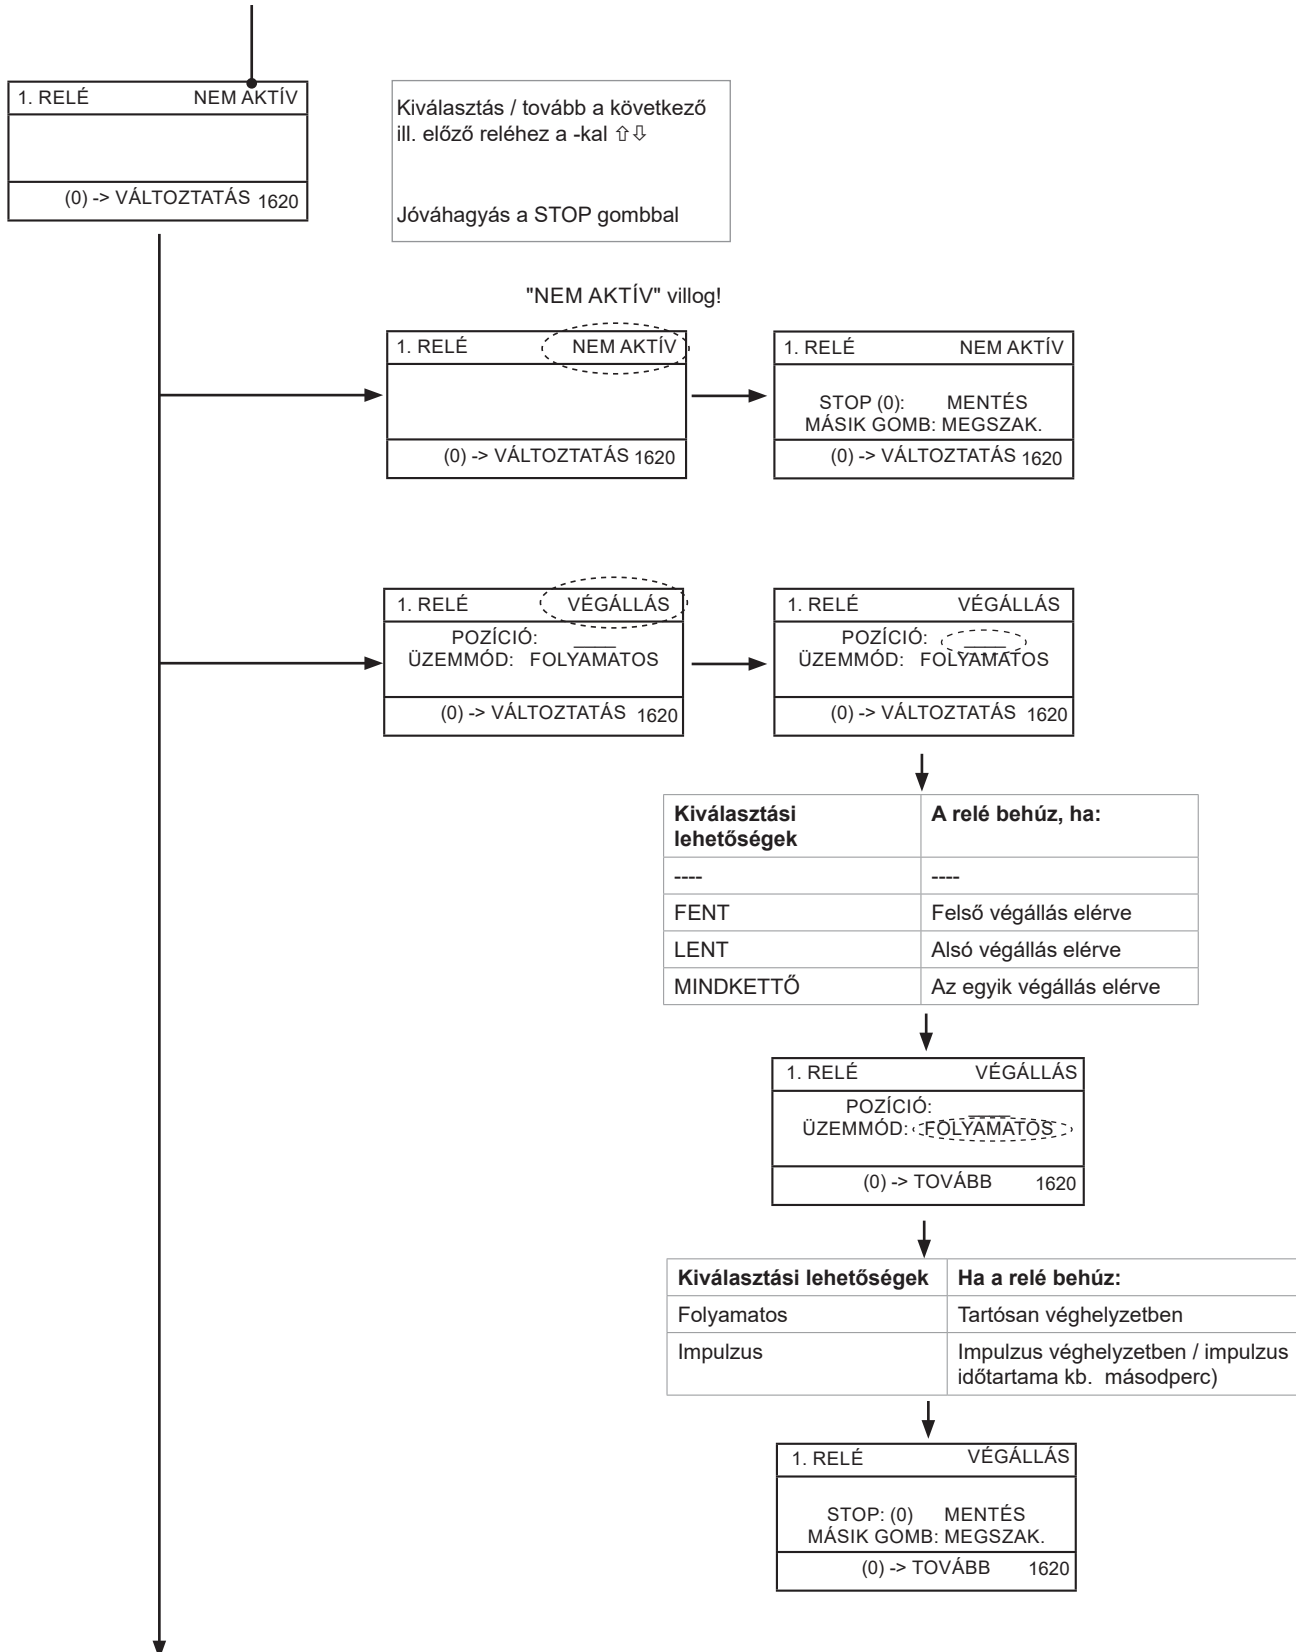 1. RELÉ NEM AKTÍV
(0) -> VÁLTOZTATÁS 1620
Kiválasztás / tovább a következő
ill. előző reléhez a -kal ⇧⇩
Jóváhagyás a STOP gombbal
"NEM AKTÍV" villog!
1. RELÉ NEM AKTÍV
(0) -> VÁLTOZTATÁS 1620
1. RELÉ NEM AKTÍV
STOP (0): MENTÉS
MÁSIK GOMB: MEGSZAK.
(0) -> VÁLTOZTATÁS 1620
1. RELÉ VÉGÁLLÁS
POZÍCIÓ: ____
ÜZEMMÓD: FOLYAMATOS
(0) -> VÁLTOZTATÁS 1620
1. RELÉ VÉGÁLLÁS
POZÍCIÓ: ____
ÜZEMMÓD: FOLYAMATOS
(0) -> VÁLTOZTATÁS 1620
Kiválasztási
lehetőségek
A relé behúz, ha:
---- ----
FENT Felső végállás elérve
LENT Alsó végállás elérve
MINDKETTŐ Az egyik végállás elérve
1. RELÉ VÉGÁLLÁS
POZÍCIÓ: ____
ÜZEMMÓD: FOLYAMATOS
(0) -> TOVÁBB 1620
Kiválasztási lehetőségek Ha a relé behúz:
Folyamatos Tartósan véghelyzetben
Impulzus Impulzus véghelyzetben / impulzus
időtartama kb. másodperc)
1. RELÉ VÉGÁLLÁS
STOP: (0) MENTÉS
MÁSIK GOMB: MEGSZAK.
(0) -> TOVÁBB 1620